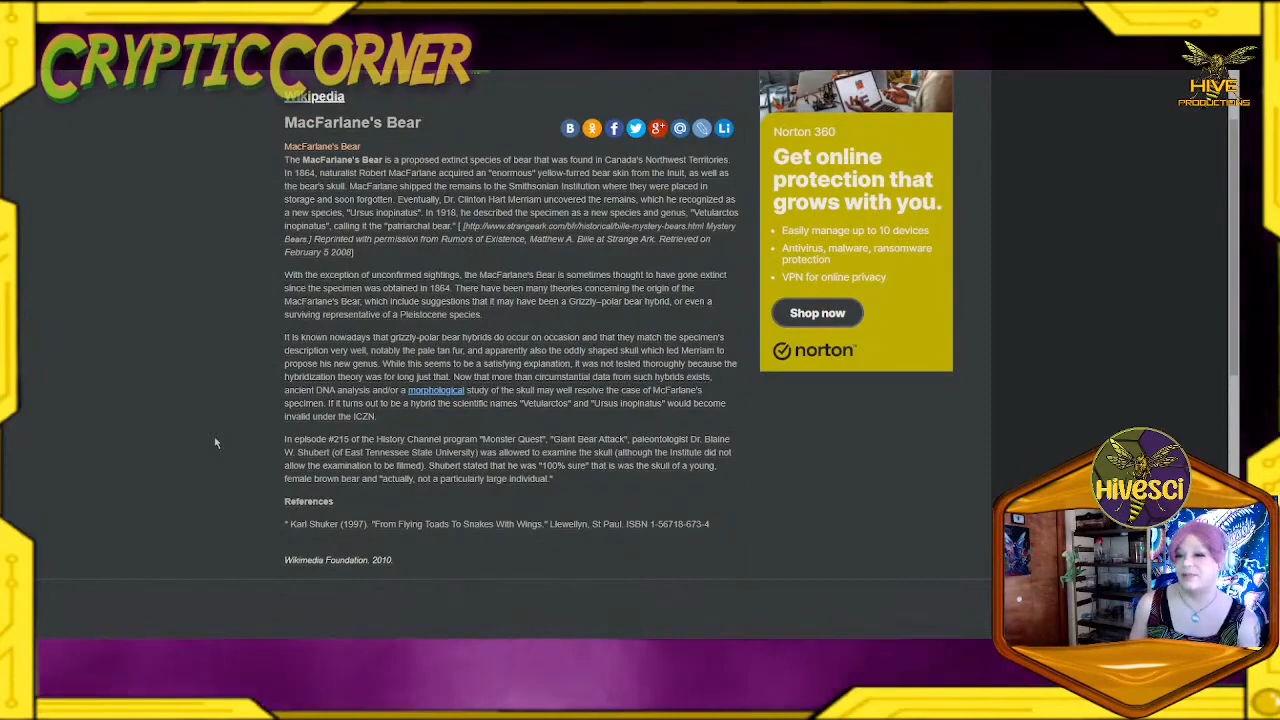 CRYPTIC CORNER
HIVE
PRODUCTIONS
Wikipedia
MacFarlane's Bear
MacFarlane's Bear
The MacFarlane's Bear is a proposed extinct species of bear that was found in Canada's Northwest Territories.
In 1864, naturalist Robert MacFarlane acquired an "enormous" yellow-furred bear skin from the Inuit, as well as
the bear's skull. MacFarlane shipped the remains to the Smithsonian Institution where they were placed in
storage and soon forgotten. Eventually, Dr. Clinton Hart Merriam uncovered the remains, which he recognized as
a new species, "Ursus inopinatus". In 1918, he described the specimen as a new species and genus, "Vetularctos
inopinatus", calling it the "patriarchal bear." [ [http://www.strangeark.com/bfr/historical/bille-mystery-bears.html Mystery
Bears.] Reprinted with permission from Rumors of Existence, Matthew A. Bille at Strange Ark. Retrieved on
February 5 2008]
With the exception of unconfirmed sightings, the MacFarlane's Bear is sometimes thought to have gone extinct
since the specimen was obtained in 1864. There have been many theories concerning the origin of the
MacFarlane's Bear, which include suggestions that it may have been a Grizzly–polar bear hybrid, or even a
surviving representative of a Pleistocene species.
It is known nowadays that grizzly-polar bear hybrids do occur on occasion and that they match the specimen's
description very well, notably the pale tan fur, and apparently also the oddly shaped skull which led Merriam to
propose his new genus. While this seems to be a satisfying explanation, it was not tested thoroughly because the
hybridization theory was for long just that. Now that more than circumstantial data from such hybrids exists,
ancient DNA analysis and/or a morphological study of the skull may well resolve the case of McFarlane's
specimen. If it turns out to be a hybrid the scientific names "Vetularctos" and "Ursus inopinatus" would become
invalid under the ICZN.
In episode #215 of the History Channel program "Monster Quest", "Giant Bear Attack", paleontologist Dr. Blaine
W. Shubert (of East Tennessee State University) was allowed to examine the skull (although the Institute did not
allow the examination to be filmed). Shubert stated that he was "100% sure" that is was the skull of a young,
female brown bear and "actually, not a particularly large individual."
References
* Karl Shuker (1997). "From Flying Toads To Snakes With Wings." Llewellyn, St Paul. ISBN 1-56718-673-4
Wikimedia Foundation. 2010.
Norton 360
Get online
protection that
grows with you.
• Easily manage up to 10 devices
• Antivirus, malware, ransomware
protection
• VPN for online privacy
Shop now
norton
HiveSci